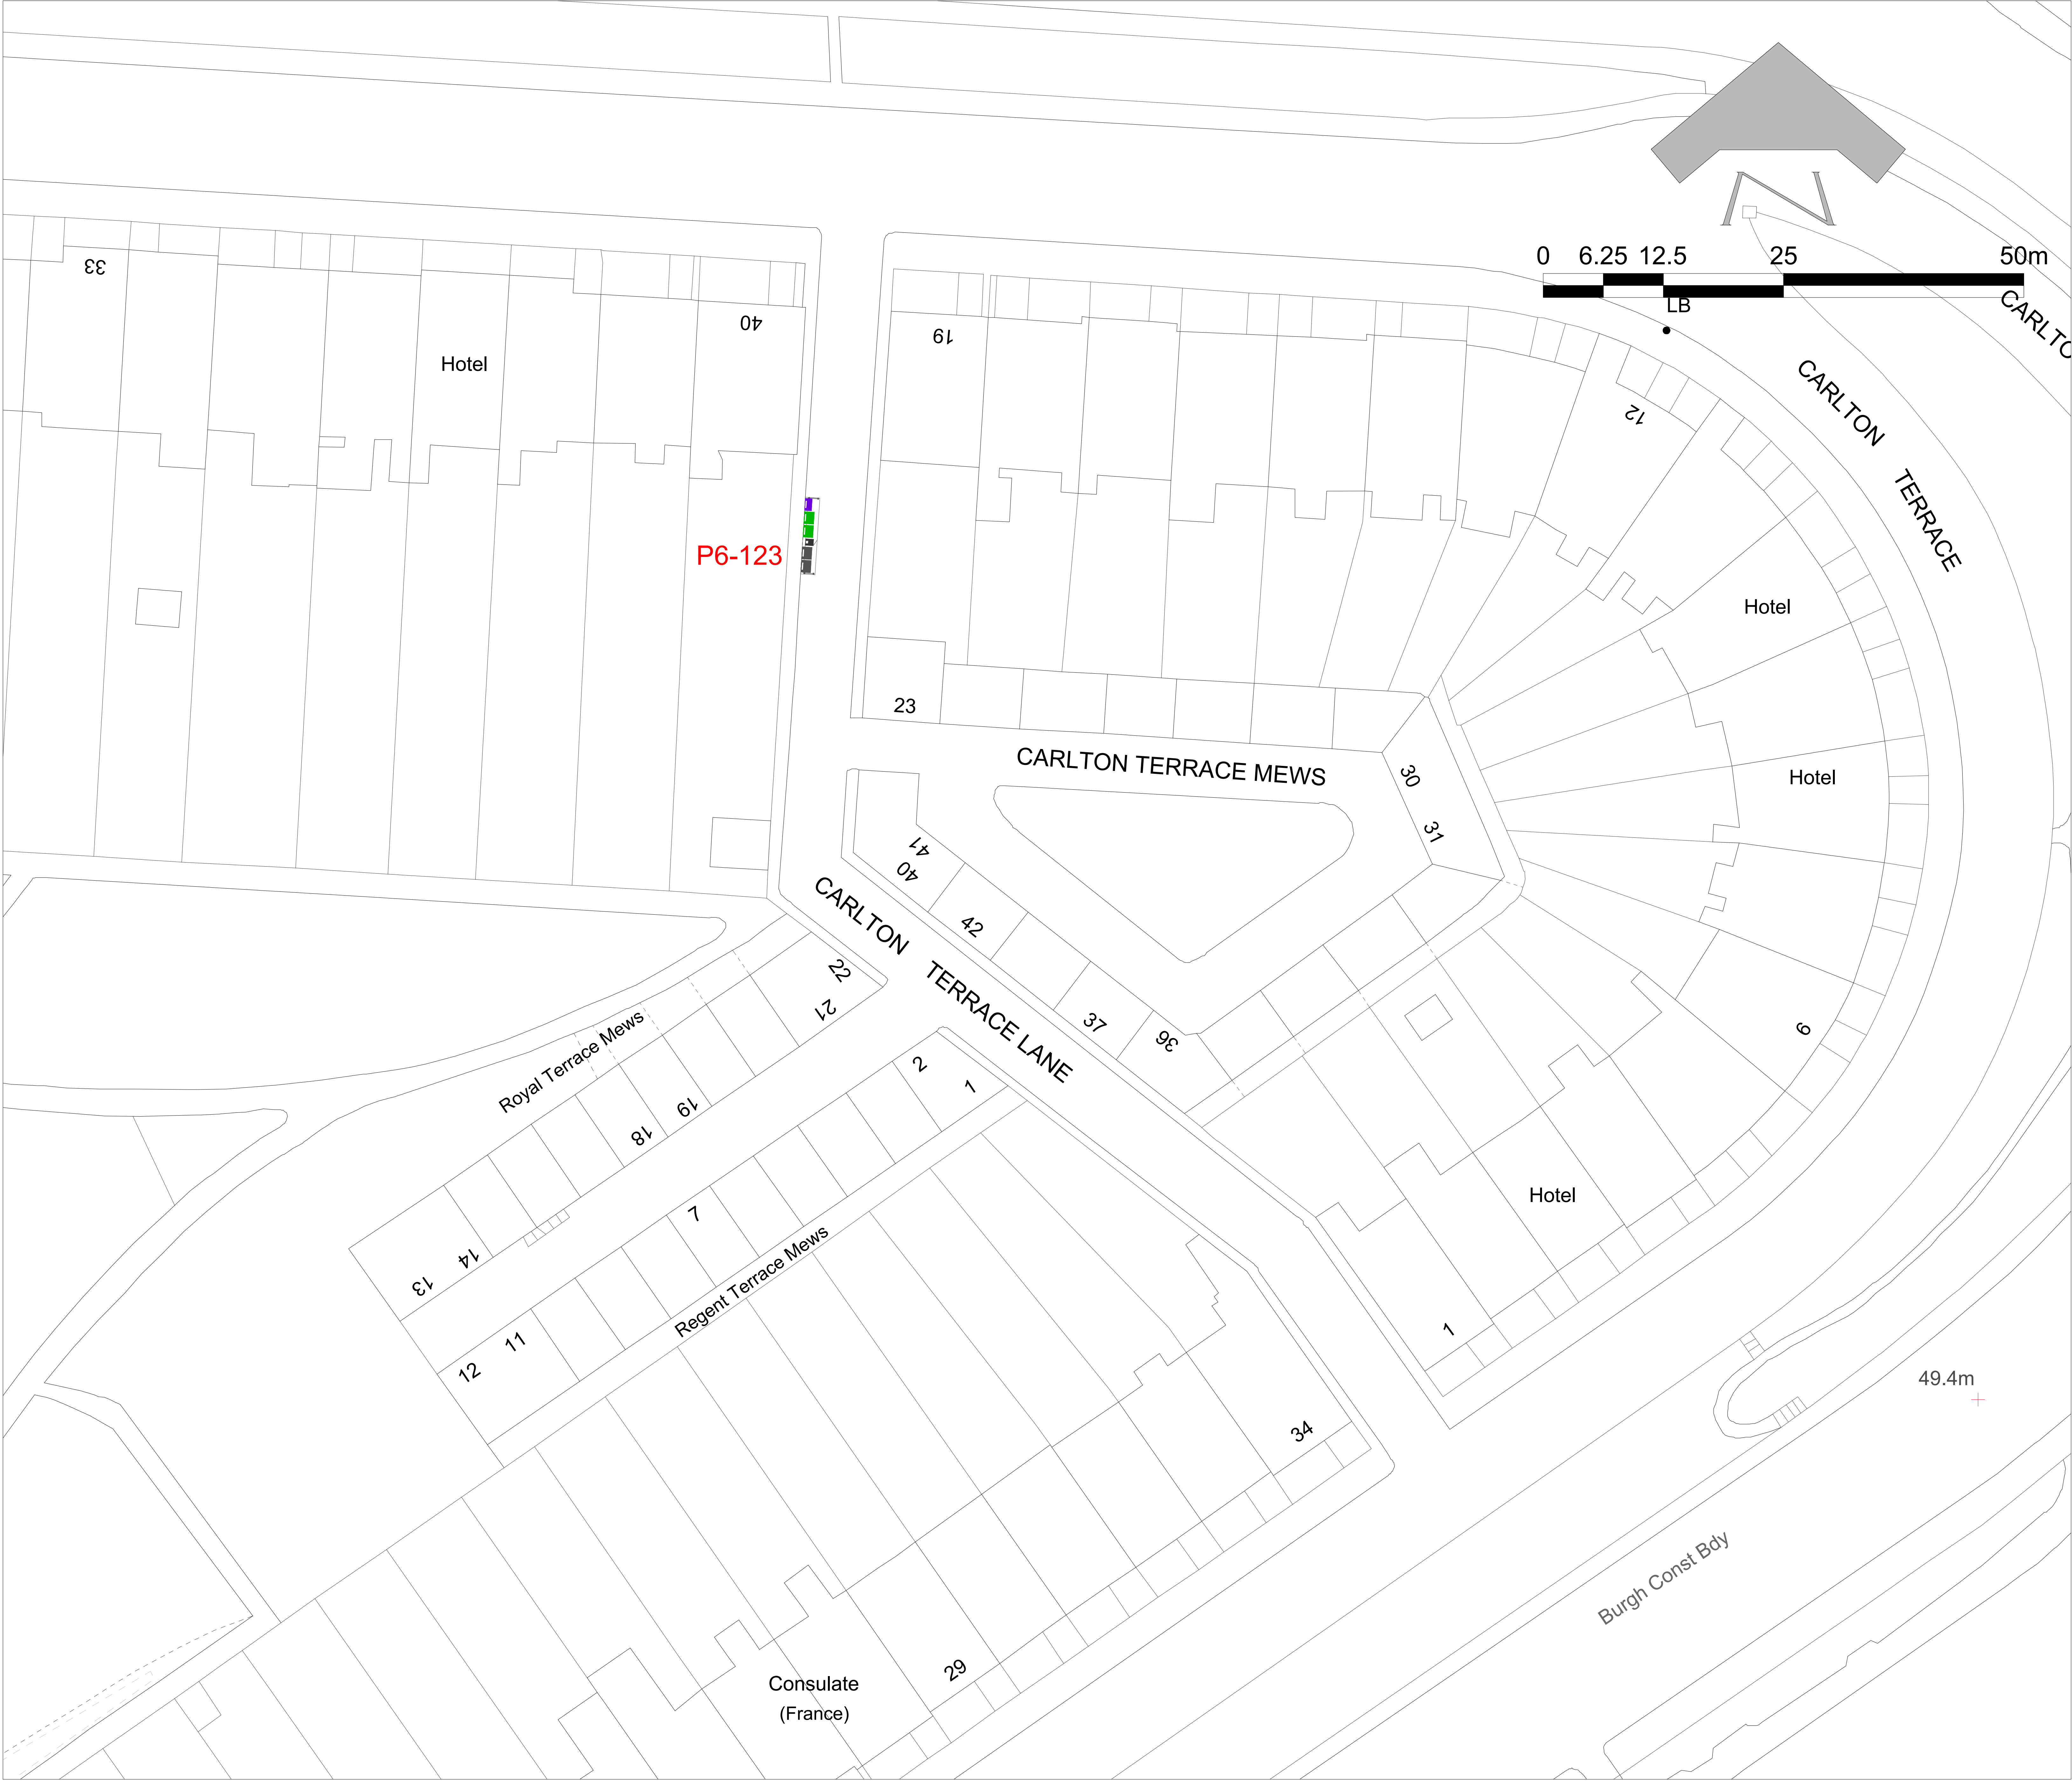 N
0 6.25 12.5 25 50m
LB
CARLTO
33
Hotel
40
19
12
CARLTON TERRACE
P6-123
Hotel
23
CARLTON TERRACE MEWS
30
31
Hotel
41
40
42
37
36
CARLTON TERRACE LANE
22
21
Royal Terrace Mews
19
18
14
13
2
1
7
Regent Terrace Mews
11
12
6
Hotel
1
34
49.4m
Burgh Const Bdy
29
Consulate
(France)